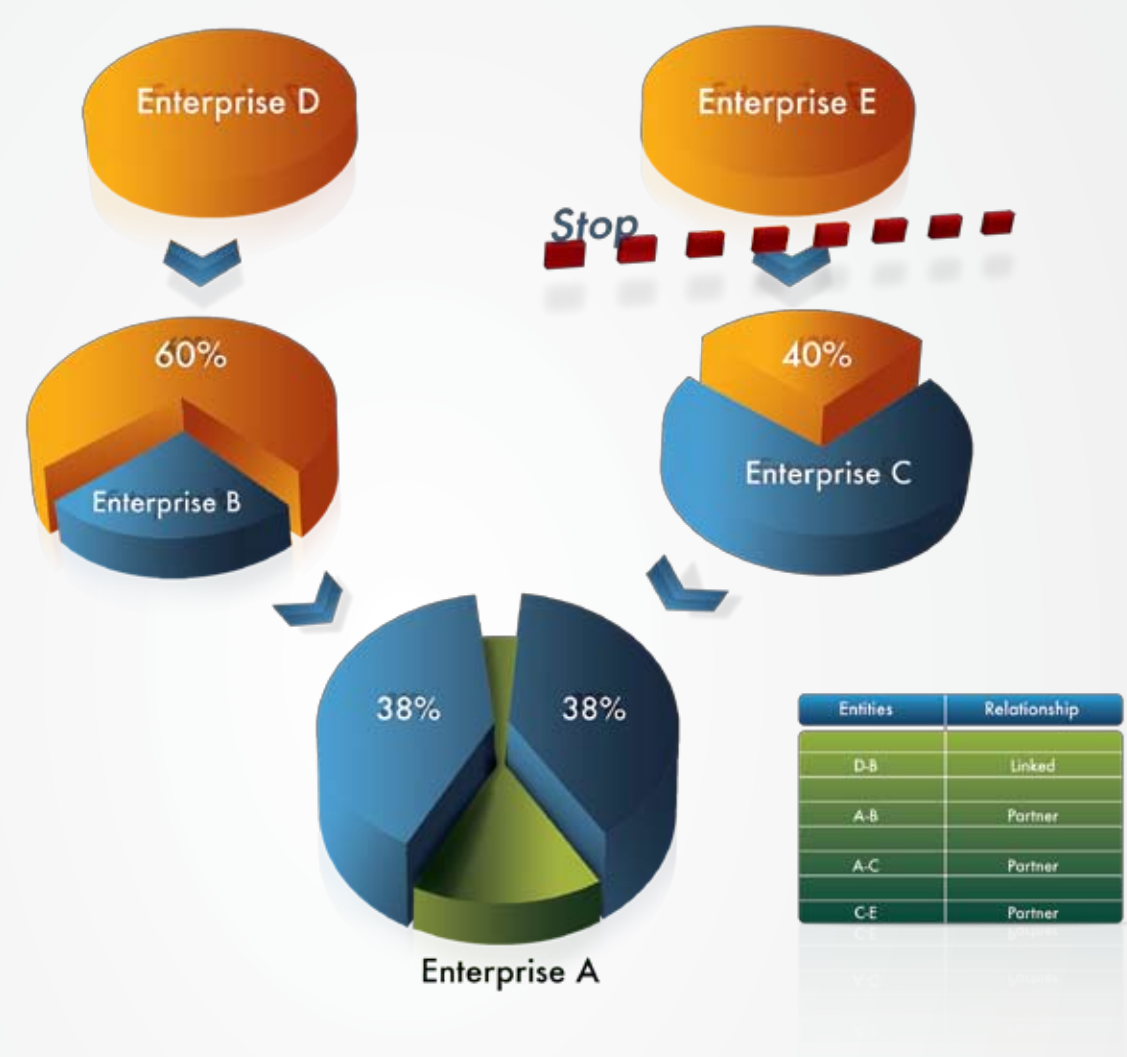 Enterprise D
Enterprise E
Stop
60%
40%
Enterprise B
Enterprise C
38%
38%
Entities Relationship
D-B Linked
A-B Partner
A-C Partner
C-E Partner
Enterprise A